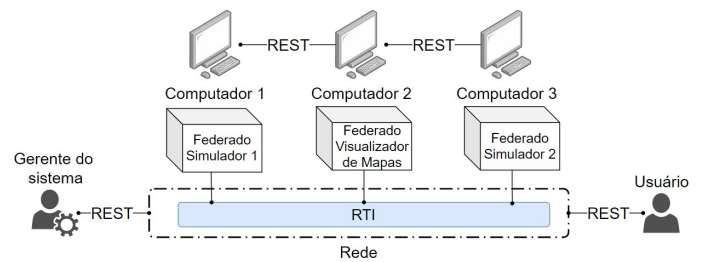 REST
REST
Computador 1
Computador 2
Computador 3
Federado
Simulador 1
Federado
Visualizador
de Mapas
Federado
Simulador 2
Gerente do
sistema
Usuário
REST
RTI
REST
Rede